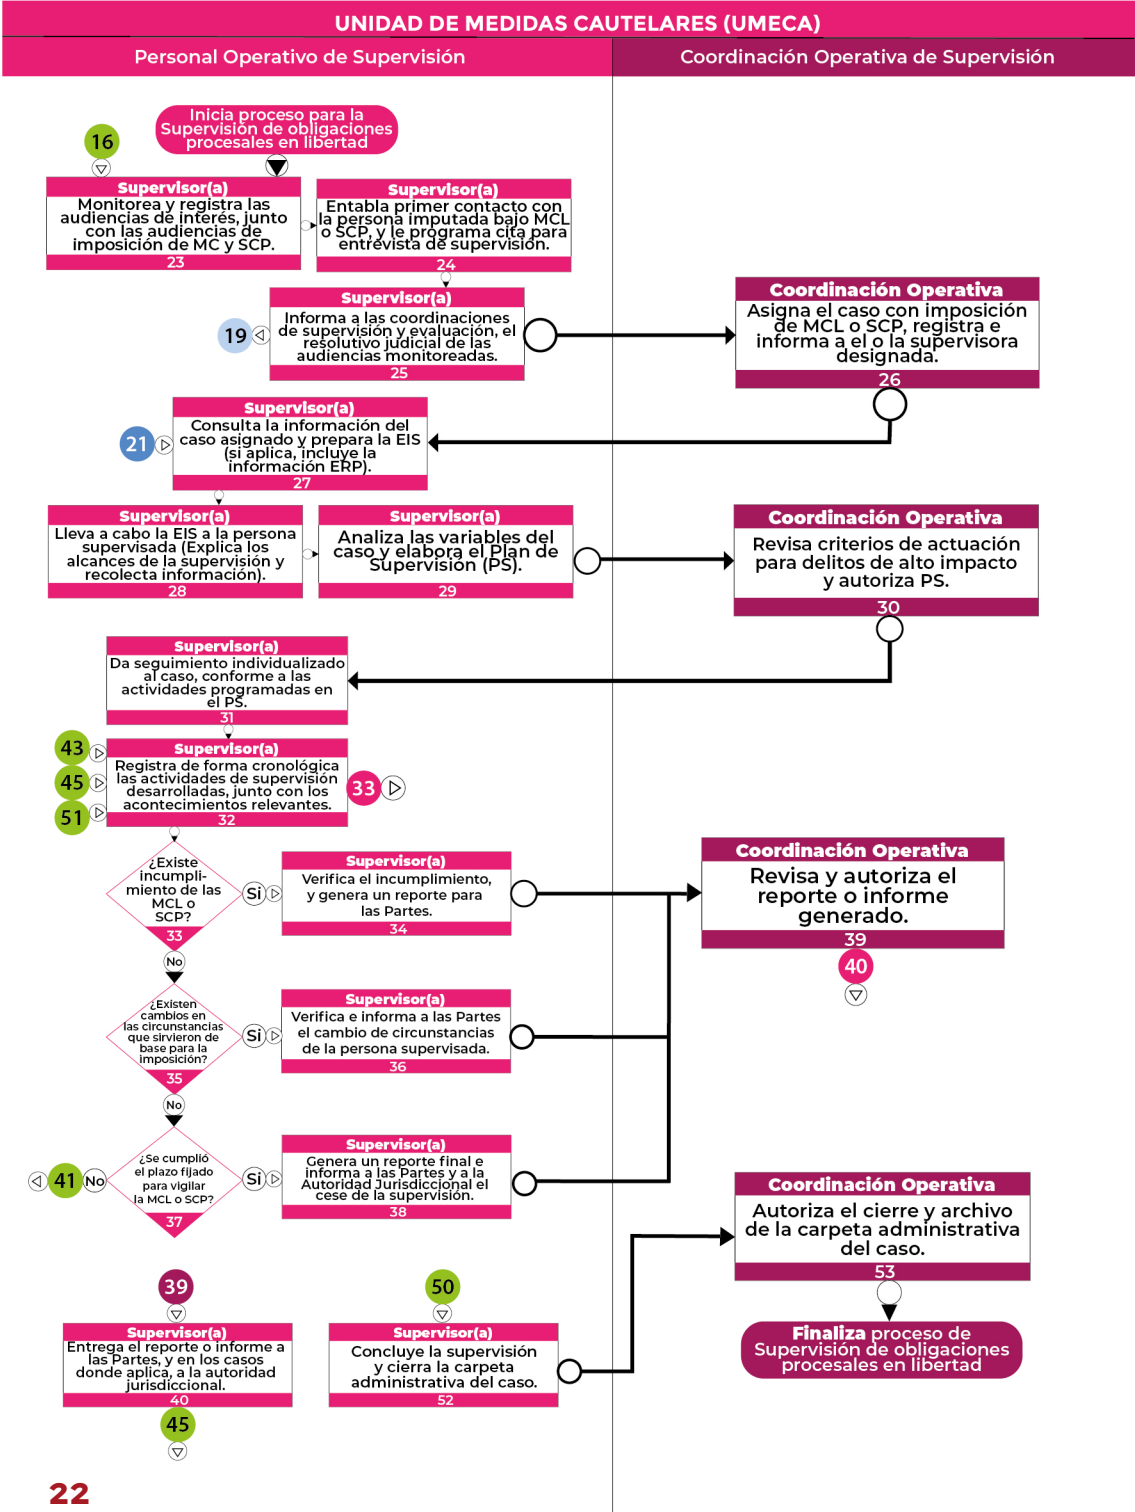 UNIDAD DE MEDIDAS CAUTELARES (UMECA)
Personal Operativo de Supervisión
Coordinación Operativa de Supervisión
Inicia proceso para la
Supervisión de obligaciones
procesales en libertad
16
Supervisor(a)
Monitorea y registra las
audiencias de interés, junto
con las audiencias de
imposición de MC y SCP.
23
Supervisor(a)
Entabla primer contacto con
la persona imputada bajo MCL
o SCP, y le programa cita para
entrevista de supervisión.
24
19
Supervisor(a)
Informa a las coordinaciones
de supervisión y evaluación, el
resolutivo judicial de las
audiencias monitoreadas.
25
Coordinación Operativa
Asigna el caso con imposición
de MCL o SCP, registra e
informa a el o la supervisora
designada.
26
21
Supervisor(a)
Consulta la información del
caso asignado y prepara la EIS
(si aplica, incluye la
información ERP).
27
Supervisor(a)
Lleva a cabo la EIS a la persona
supervisada (Explica los
alcances de la supervisión y
recolecta información).
28
Supervisor(a)
Analiza las variables del
caso y elabora el Plan de
Supervisión (PS).
29
Coordinación Operativa
Revisa criterios de actuación
para delitos de alto impacto
y autoriza PS.
30
Supervisor(a)
Da seguimiento individualizado
al caso, conforme a las
actividades programadas en
el PS.
31
43
45
51
Supervisor(a)
Registra de forma cronológica
las actividades de supervisión
desarrolladas, junto con los
acontecimientos relevantes.
32
33
¿Existe
incumpli-
miento de las
MCL o
SCP?
33
Si
No
Supervisor(a)
Verifica el incumplimiento,
y genera un reporte para
las Partes.
34
Coordinación Operativa
Revisa y autoriza el
reporte o informe
generado.
39
40
¿Existen
cambios en
las circunstancias
que sirvieron de
base para la
imposición?
35
Si
No
Supervisor(a)
Verifica e informa a las Partes
el cambio de circunstancias
de la persona supervisada.
36
41
No
¿Se cumplió
el plazo fijado
para vigilar
la MCL o SCP?
37
Si
Supervisor(a)
Genera un reporte final e
informa a las Partes y a la
Autoridad Jurisdiccional el
cese de la supervisión.
38
Coordinación Operativa
Autoriza el cierre y archivo
de la carpeta administrativa
del caso.
53
39
Supervisor(a)
Entrega el reporte o informe a
las Partes, y en los casos
donde aplica, a la autoridad
jurisdiccional.
40
45
50
Supervisor(a)
Concluye la supervisión
y cierra la carpeta
administrativa del caso.
52
Finaliza proceso de
Supervisión de obligaciones
procesales en libertad
22